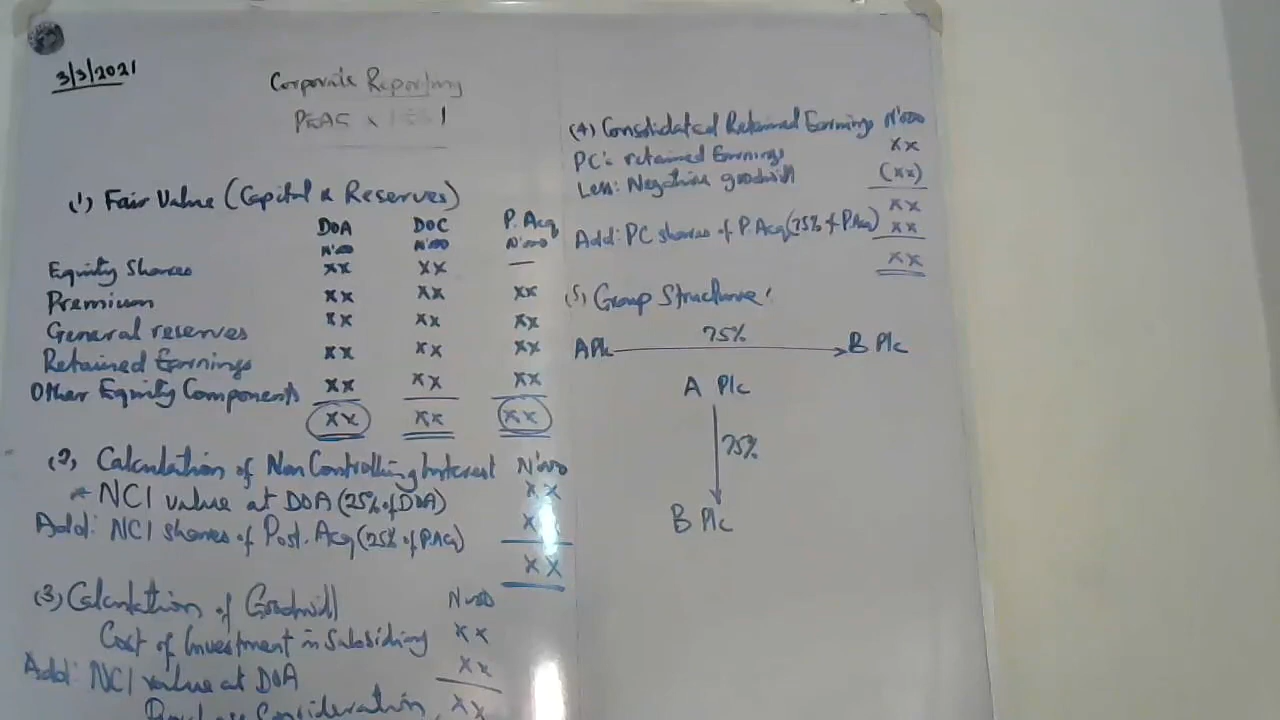 3/3/2021
Corporate Reporting
(1) Fair Value (Capital & Reserves)
DOA DOC P. Acq
N'000 N'000 N'000
Equity Shares xx xx —
Premium xx xx xx
General reserves xx xx xx
Retained Earnings xx xx xx
Other Equity Components xx xx xx
xx xx xx
(2) Calculation of Non Controlling Interest N'000
NCI value at DOA (25% of DOA) xx
Add: NCI shares of Post. Acq (25% of P.Acq)
xx
(3) Calculation of Goodwill N'000
Cost of Investment in Subsidiary xx
Add: NCI value at DOA xx
Purchase Consideration xx
(4) Consolidated Retained Earnings N'000
PC's retained Earnings xx
Less: Negative goodwill (xx)
xx
Add: PC shares of P.Acq (75% of P.Acq) xx
xx
(5) Group Structure:
75%
A Plc B Plc
A Plc
75%
B Plc